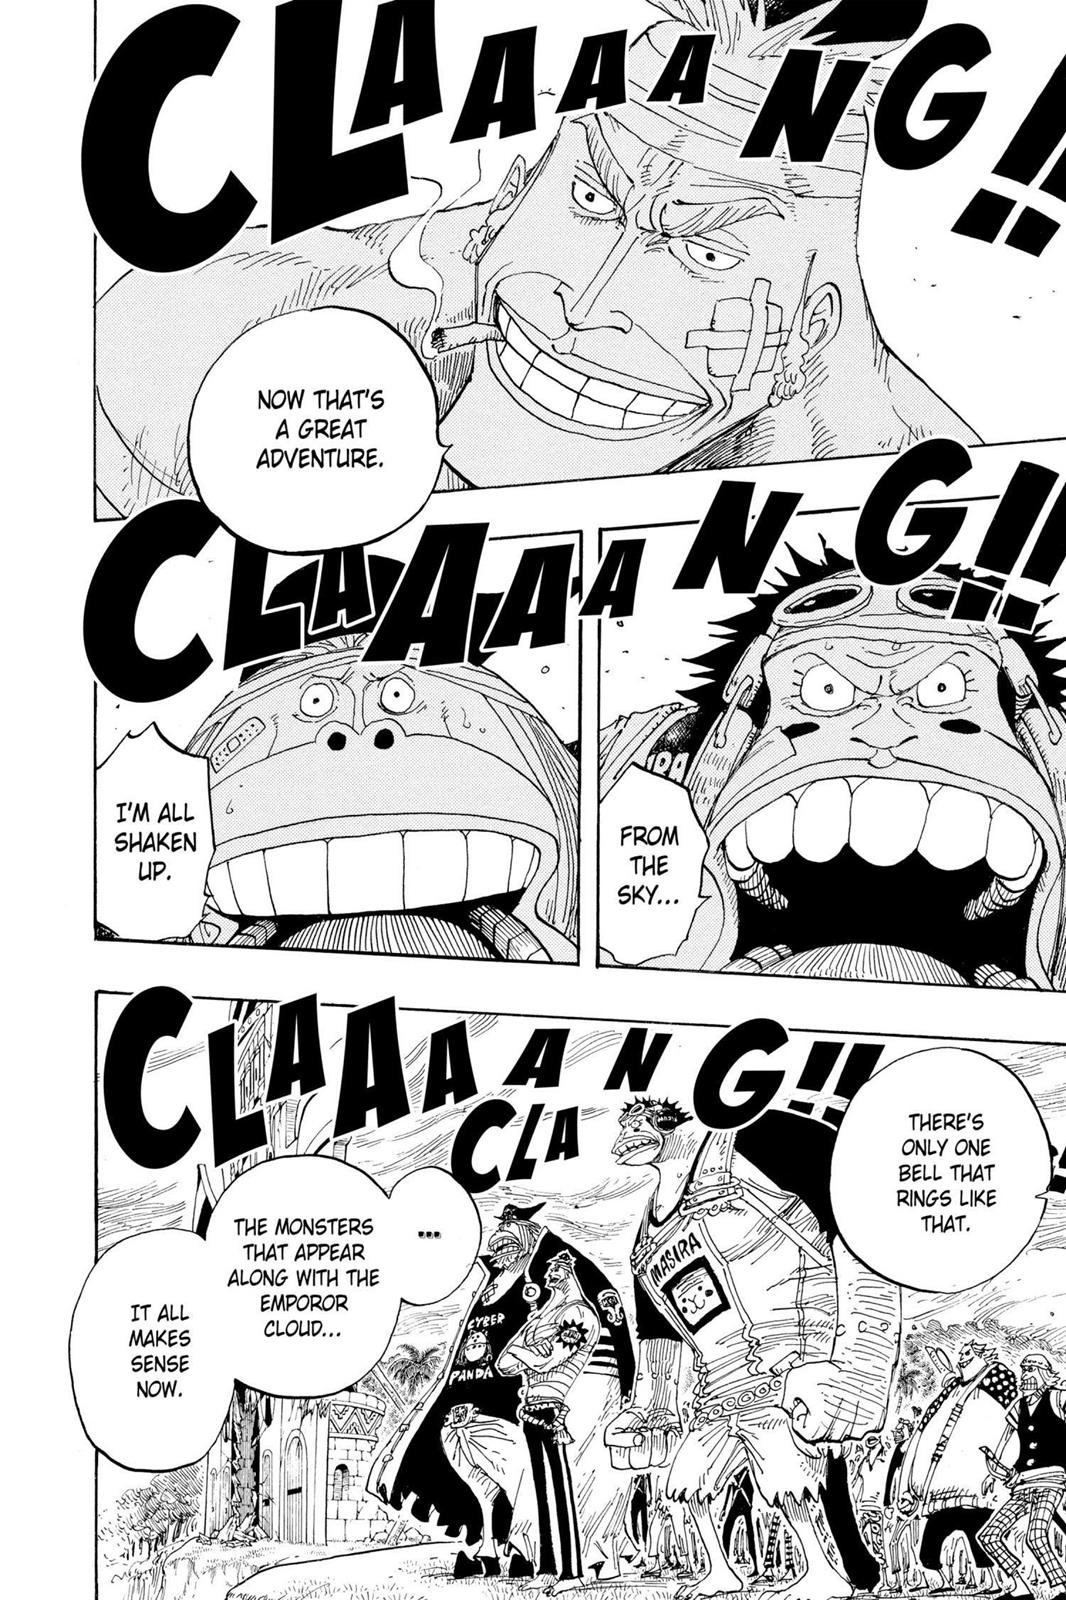 CLAAAANG!!
NOW THAT'S
A GREAT
ADVENTURE.
CLAAAAANG!!
FROM
THE
SKY...
I'M ALL
SHAKEN
UP.
CLAAAANG!!
CLA
THERE'S
ONLY ONE
BELL THAT
RINGS LIKE
THAT.
...
THE MONSTERS
THAT APPEAR
ALONG WITH THE
EMPOROR
CLOUD...
IT ALL
MAKES
SENSE
NOW.
MASIRA
CYBER
PANDA